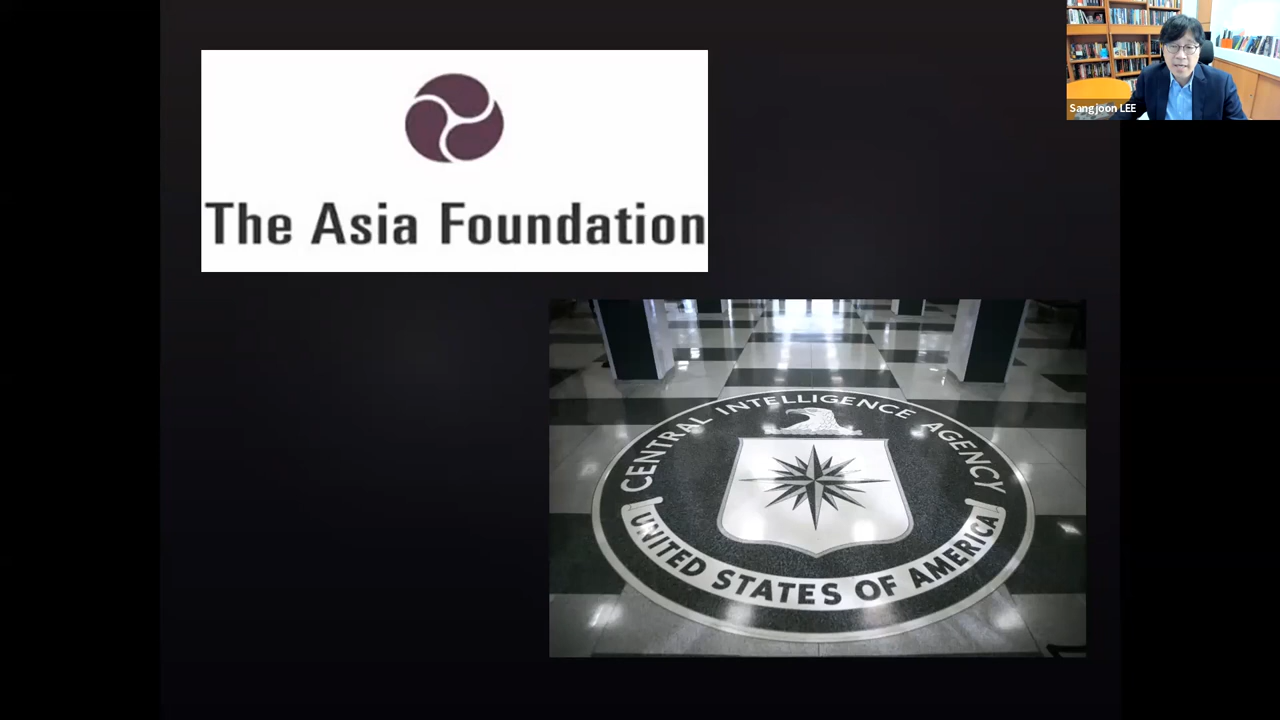 The Asia Foundation
Sangjoon LEE
CENTRAL INTELLIGENCE AGENCY
UNITED STATES OF AMERICA